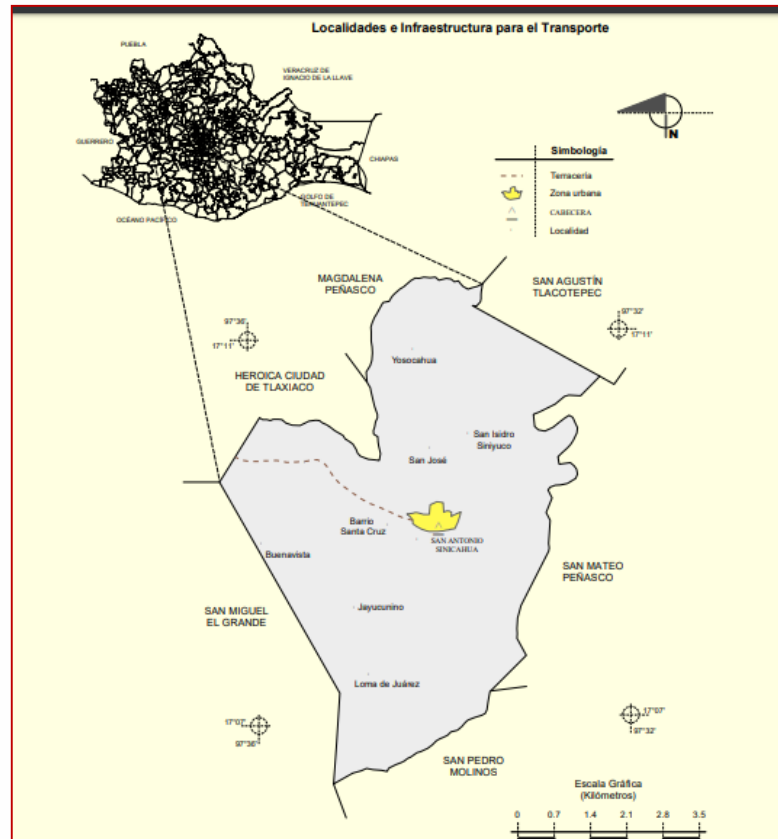 Localidades e Infraestructura para el Transporte
PUEBLA
VERACRUZ DE
IGNACIO DE LA LLAVE
GUERRERO
CHIAPAS
GOLFO DE
TEHUANTEPEC
OCÉANO PACÍFICO
N
Simbología
Terracería
Zona urbana
CABECERA
Localidad
MAGDALENA
PEÑASCO
SAN AGUSTÍN
TLACOTEPEC
97°36'
17°11'
97°32'
17°11'
HEROICA CIUDAD
DE TLAXIACO
Yosocahua
San Isidro
Siniyuco
San José
Barrio
Santa Cruz
SAN ANTONIO
SINICAHUA
Buenavista
SAN MATEO
PEÑASCO
SAN MIGUEL
EL GRANDE
Jayucunino
Loma de Juárez
17°07'
97°36'
17°07'
97°32'
SAN PEDRO
MOLINOS
Escala Gráfica
(Kilómetros)
0 0.7 1.4 2.1 2.8 3.5